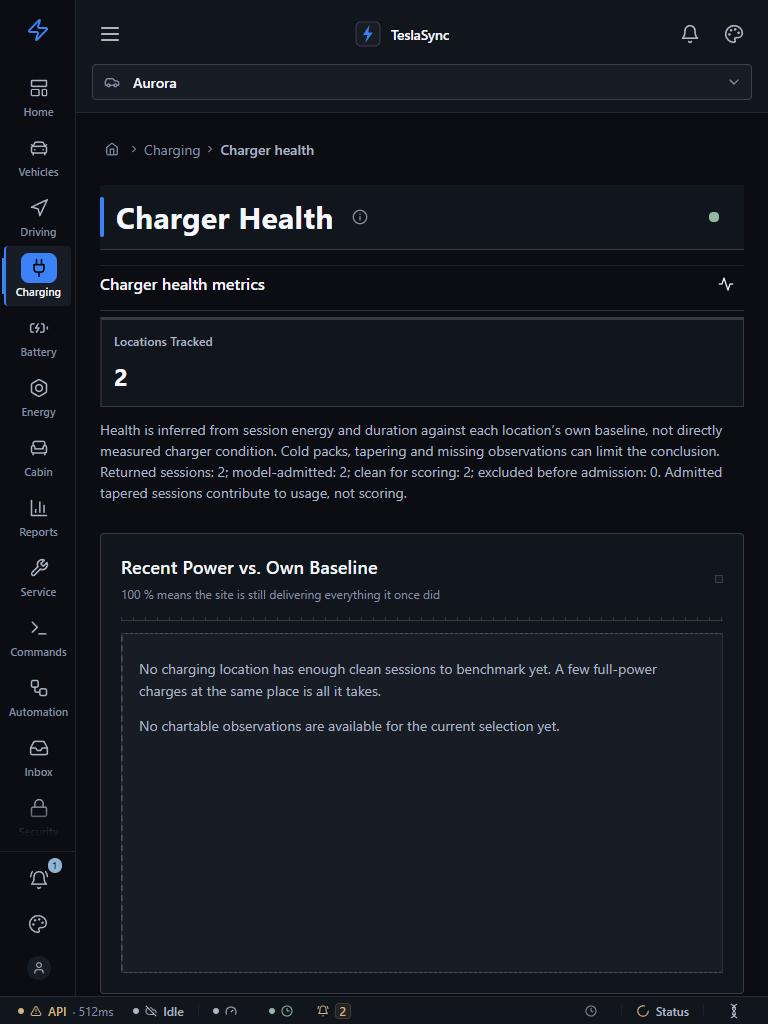 TeslaSync
Aurora
Home
Vehicles
Driving
Charging
Battery
Energy
Cabin
Reports
Service
Commands
Automation
Inbox
Security
1
Charging > Charger health
Charger Health
Charger health metrics
Locations Tracked
2
Health is inferred from session energy and duration against each location’s own baseline, not directly
measured charger condition. Cold packs, tapering and missing observations can limit the conclusion.
Returned sessions: 2; model-admitted: 2; clean for scoring: 2; excluded before admission: 0. Admitted
tapered sessions contribute to usage, not scoring.
Recent Power vs. Own Baseline
100 % means the site is still delivering everything it once did
No charging location has enough clean sessions to benchmark yet. A few full-power
charges at the same place is all it takes.
No chartable observations are available for the current selection yet.
API · 512ms Idle 2 Status